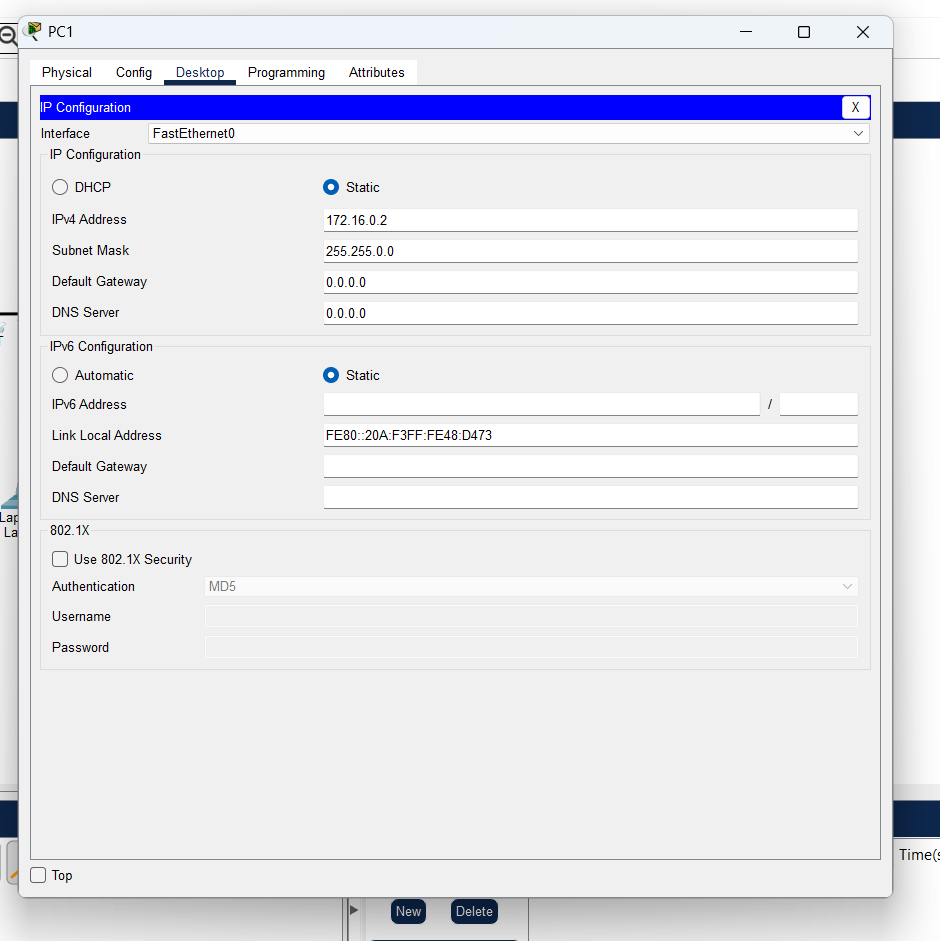 PC1
Physical Config Desktop Programming Attributes
IP Configuration X
Interface FastEthernet0
IP Configuration
DHCP Static
IPv4 Address 172.16.0.2
Subnet Mask 255.255.0.0
Default Gateway 0.0.0.0
DNS Server 0.0.0.0
IPv6 Configuration
Automatic Static
IPv6 Address /
Link Local Address FE80::20A:F3FF:FE48:D473
Default Gateway
DNS Server
Lap
La
802.1X
Use 802.1X Security
Authentication MD5
Username
Password
Time(s
Top
New Delete